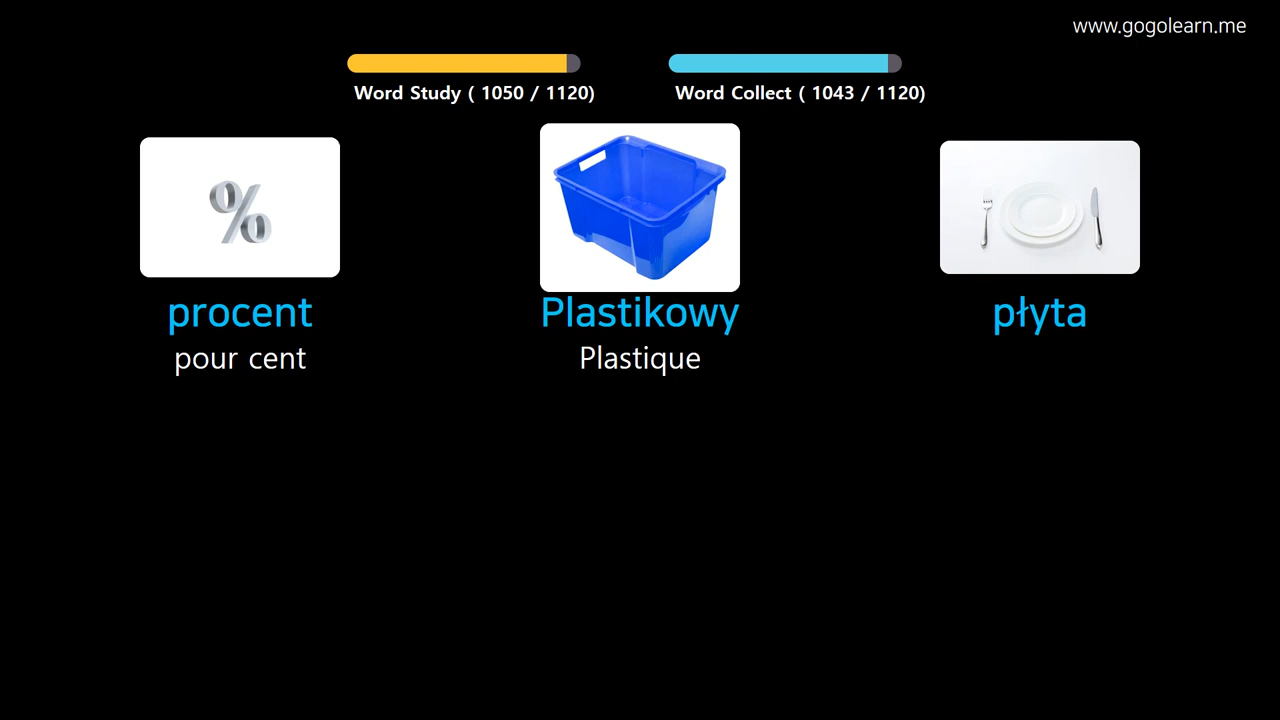 www.gogolearn.me
Word Study ( 1050 / 1120)
Word Collect ( 1043 / 1120)
%
procent
Plastikowy
płyta
pour cent
Plastique